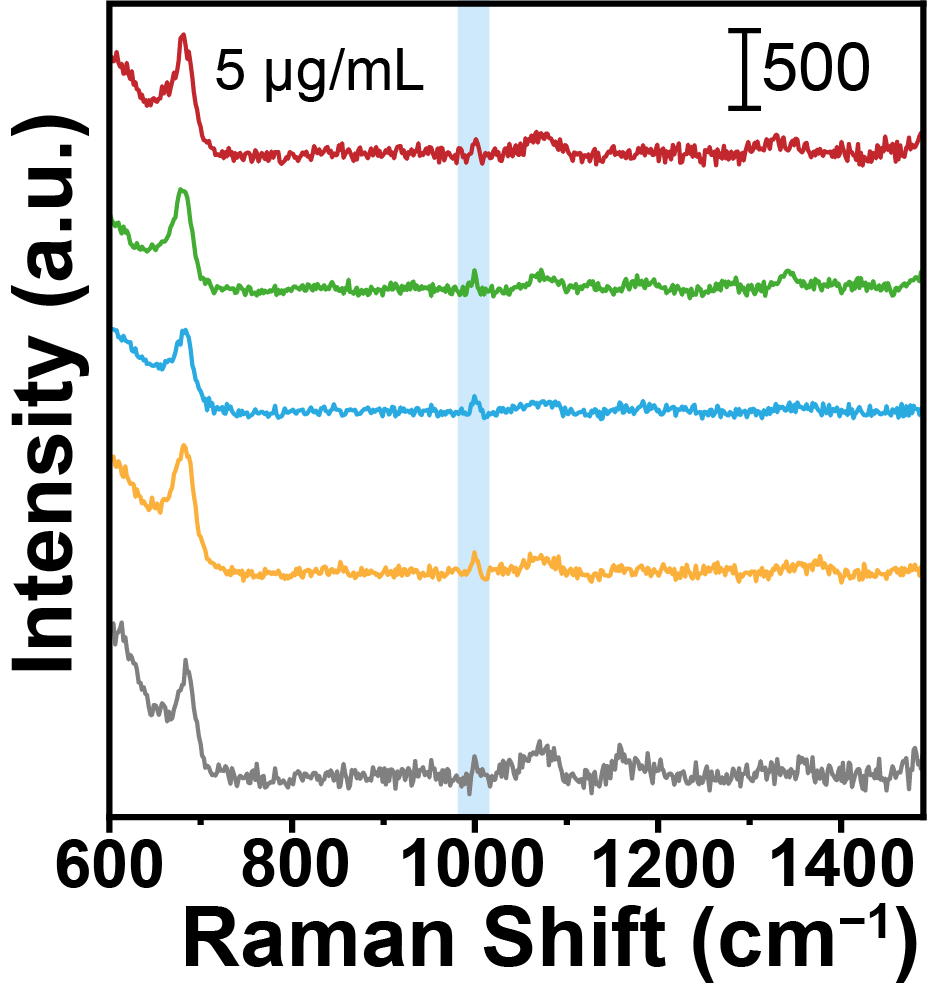 5 µg/mL
500
Intensity (a.u.)
600 800 1000 1200 1400
Raman Shift (cm⁻¹)